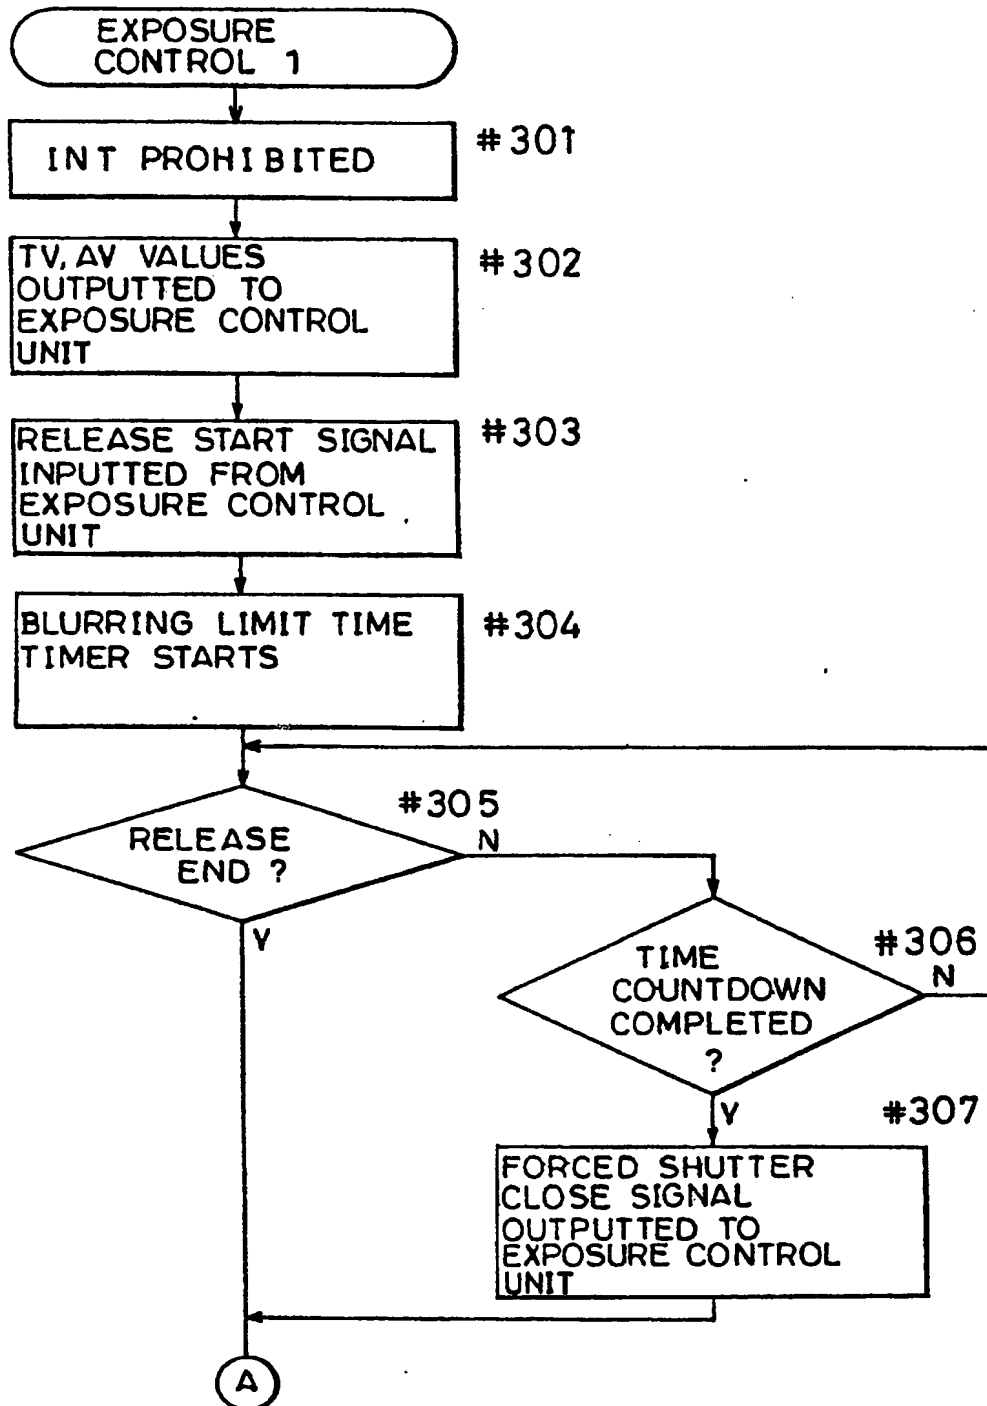 EXPOSURE
CONTROL 1
INT PROHIBITED
#301
TV, AV VALUES
OUTPUTTED TO
EXPOSURE CONTROL
UNIT
#302
RELEASE START SIGNAL
INPUTTED FROM
EXPOSURE CONTROL
UNIT
#303
BLURRING LIMIT TIME
TIMER STARTS
#304
RELEASE
END ?
#305
N
Y
TIME
COUNTDOWN
COMPLETED
?
#306
N
Y
#307
FORCED SHUTTER
CLOSE SIGNAL
OUTPUTTED TO
EXPOSURE CONTROL
UNIT
A